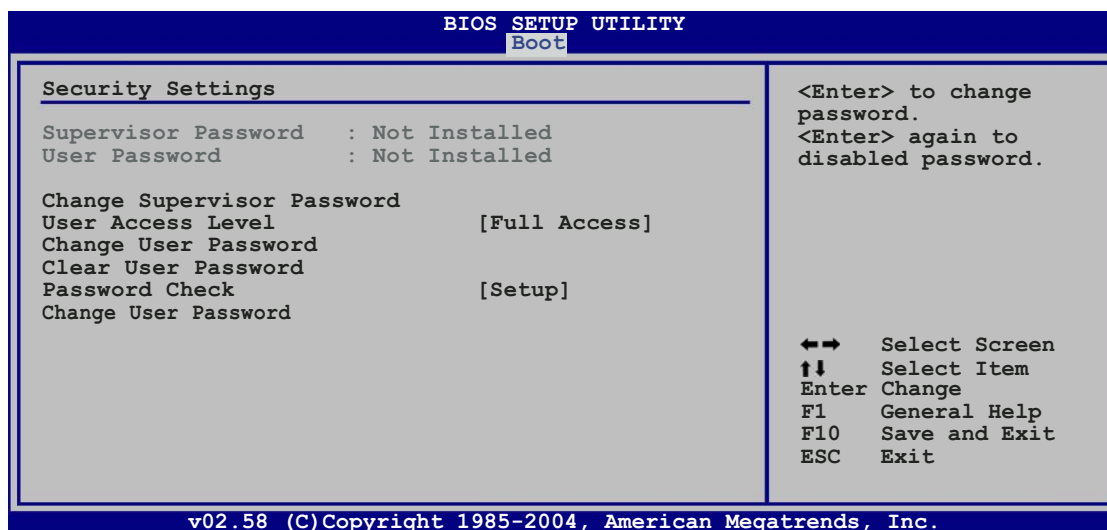 BIOS SETUP UTILITY
Boot
Security Settings
Supervisor Password : Not Installed
User Password : Not Installed
Change Supervisor Password
User Access Level [Full Access]
Change User Password
Clear User Password
Password Check [Setup]
Change User Password
<Enter> to change
password.
<Enter> again to
disabled password.
←→ Select Screen
↑↓ Select Item
Enter Change
F1 General Help
F10 Save and Exit
ESC Exit
v02.58 (C)Copyright 1985-2004, American Megatrends, Inc.